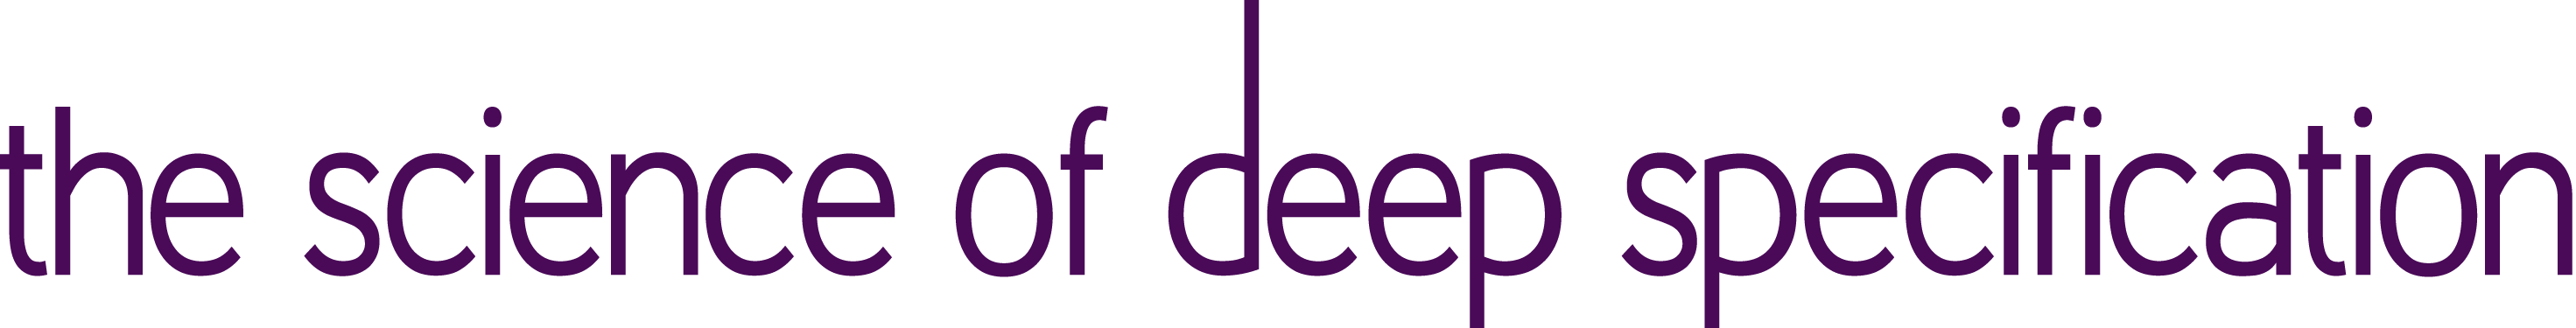 the science of deep specification